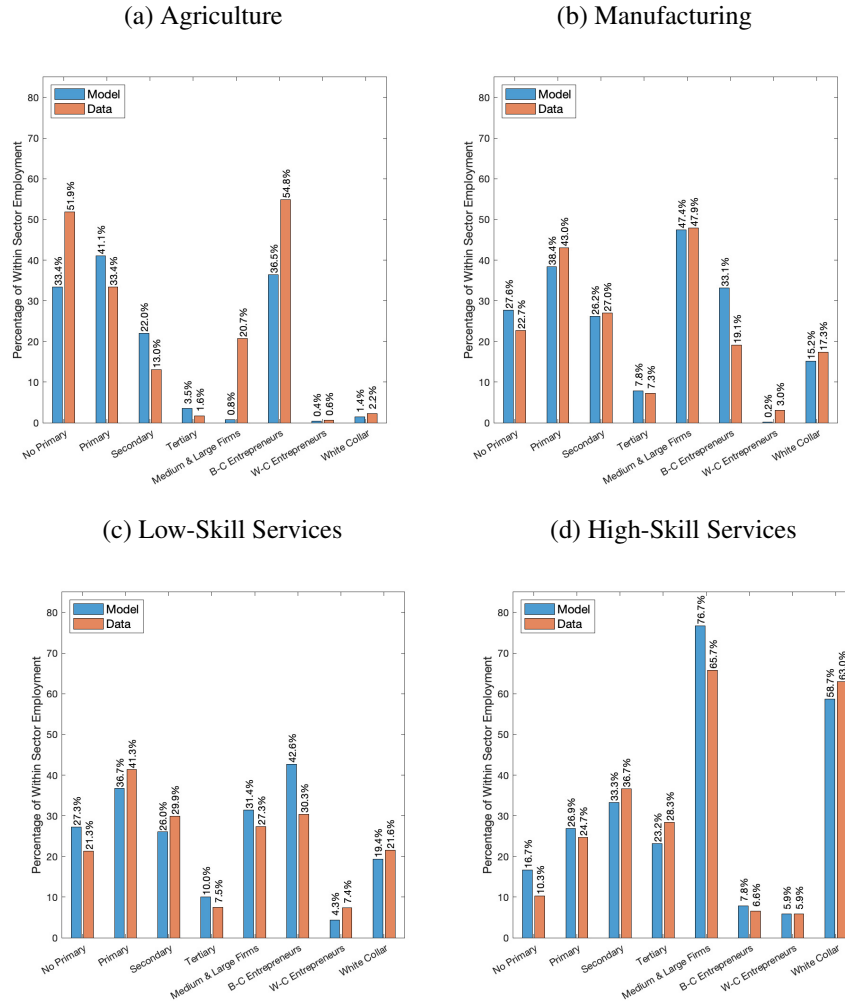 (a) Agriculture
Model
Data
Percentage of Within Sector Employment
80
70
60
50
40
30
20
10
0
33.4%
51.9%
41.1%
33.4%
22.0%
13.0%
3.5%
1.6%
0.8%
20.7%
36.5%
54.8%
0.4%
0.6%
1.4%
2.2%
No Primary
Primary
Secondary
Tertiary
Medium & Large Firms
B-C Entrepreneurs
W-C Entrepreneurs
White Collar
(b) Manufacturing
Model
Data
Percentage of Within Sector Employment
80
70
60
50
40
30
20
10
0
27.6%
22.7%
38.4%
43.0%
26.2%
27.0%
7.8%
7.3%
47.4%
47.9%
33.1%
19.1%
0.2%
3.0%
15.2%
17.3%
No Primary
Primary
Secondary
Tertiary
Medium & Large Firms
B-C Entrepreneurs
W-C Entrepreneurs
White Collar
(c) Low-Skill Services
Model
Data
Percentage of Within Sector Employment
80
70
60
50
40
30
20
10
0
27.3%
21.3%
36.7%
41.3%
26.0%
29.9%
10.0%
7.5%
31.4%
27.3%
42.6%
30.3%
4.3%
7.4%
19.4%
21.6%
No Primary
Primary
Secondary
Tertiary
Medium & Large Firms
B-C Entrepreneurs
W-C Entrepreneurs
White Collar
(d) High-Skill Services
Model
Data
Percentage of Within Sector Employment
80
70
60
50
40
30
20
10
0
16.7%
10.3%
26.9%
24.7%
33.3%
36.7%
23.2%
28.3%
76.7%
65.7%
7.8%
6.6%
5.9%
5.9%
58.7%
63.0%
No Primary
Primary
Secondary
Tertiary
Medium & Large Firms
B-C Entrepreneurs
W-C Entrepreneurs
White Collar